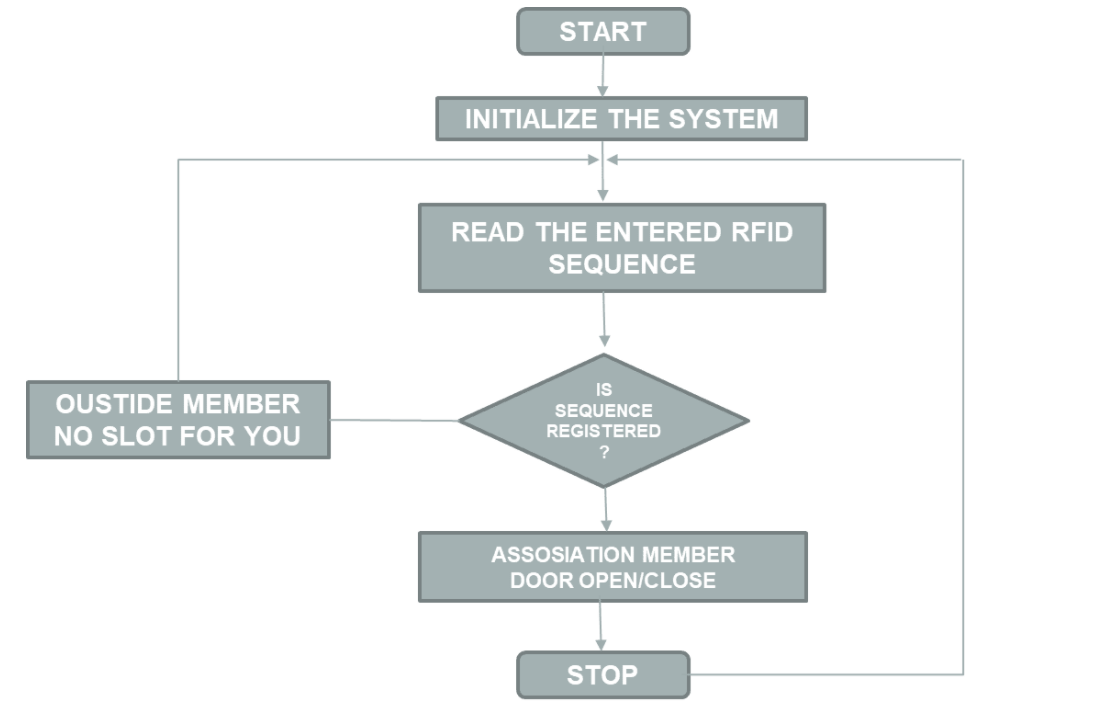 START
INITIALIZE THE SYSTEM
READ THE ENTERED RFID
SEQUENCE
IS
SEQUENCE
REGISTERED
?
OUSTIDE MEMBER
NO SLOT FOR YOU
ASSOSIATION MEMBER
DOOR OPEN/CLOSE
STOP